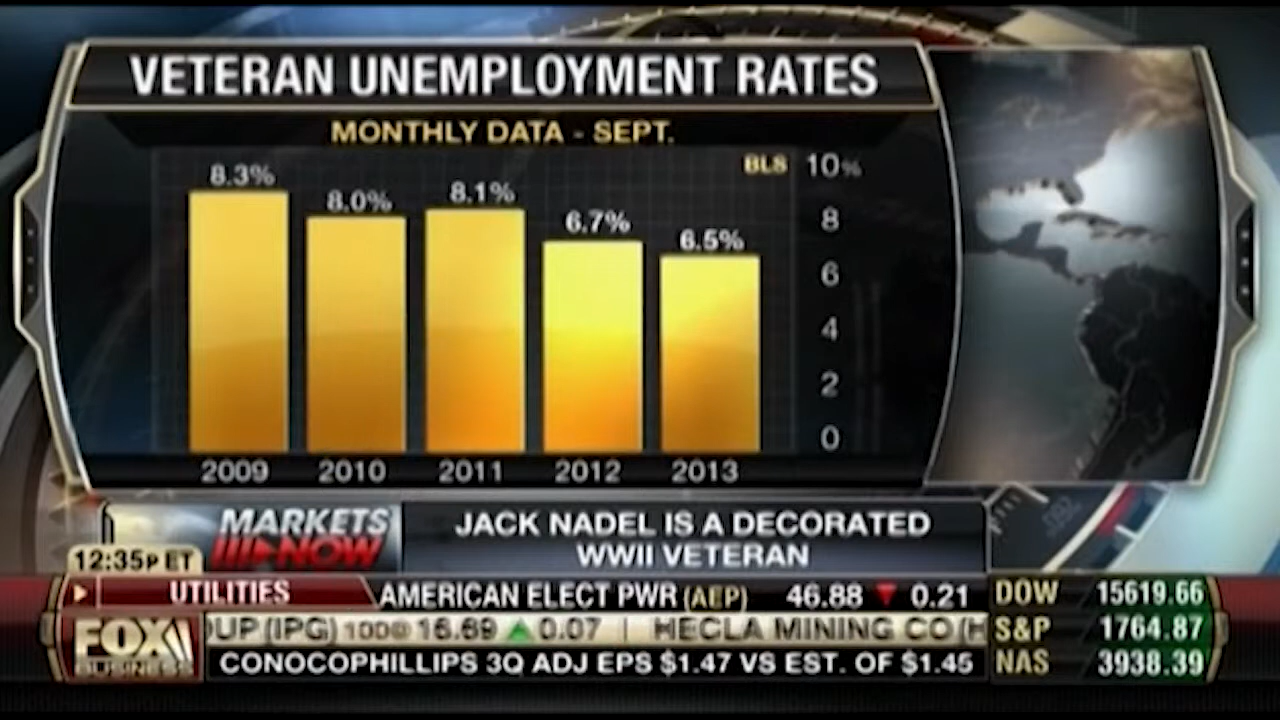 VETERAN UNEMPLOYMENT RATES
MONTHLY DATA - SEPT.
BLS
10%
8
6
4
2
0
8.3%
8.0%
8.1%
6.7%
6.5%
2009 2010 2011 2012 2013
MARKETS
NOW
JACK NADEL IS A DECORATED
WWII VETERAN
12:35P ET
UTILITIES
AMERICAN ELECT PWR (AEP) 46.88 ▼ 0.21
UP (IPG) 100@ 16.69 ▲ 0.07 | HECLA MINING CO (H
CONOCOPHILLIPS 3Q ADJ EPS $1.47 VS EST. OF $1.45
FOX
BUSINESS
DOW 15619.66
S&P 1764.87
NAS 3938.39